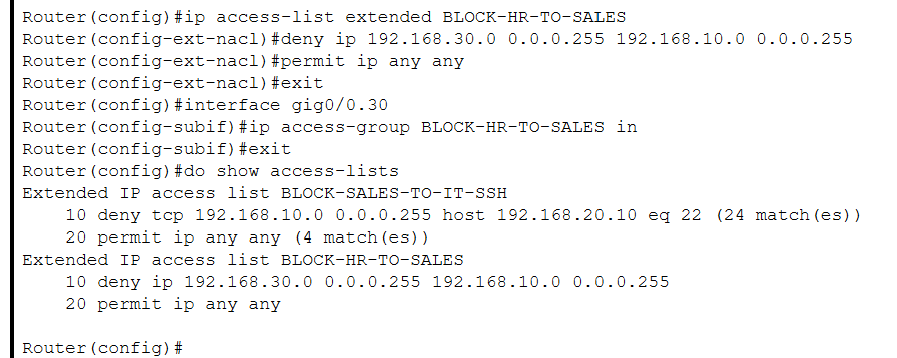 Router(config)#ip access-list extended BLOCK-HR-TO-SALES
Router(config-ext-nacl)#deny ip 192.168.30.0 0.0.0.255 192.168.10.0 0.0.0.255
Router(config-ext-nacl)#permit ip any any
Router(config-ext-nacl)#exit
Router(config)#interface gig0/0.30
Router(config-subif)#ip access-group BLOCK-HR-TO-SALES in
Router(config-subif)#exit
Router(config)#do show access-lists
Extended IP access list BLOCK-SALES-TO-IT-SSH
    10 deny tcp 192.168.10.0 0.0.0.255 host 192.168.20.10 eq 22 (24 match(es))
    20 permit ip any any (4 match(es))
Extended IP access list BLOCK-HR-TO-SALES
    10 deny ip 192.168.30.0 0.0.0.255 192.168.10.0 0.0.0.255
    20 permit ip any any
Router(config)#